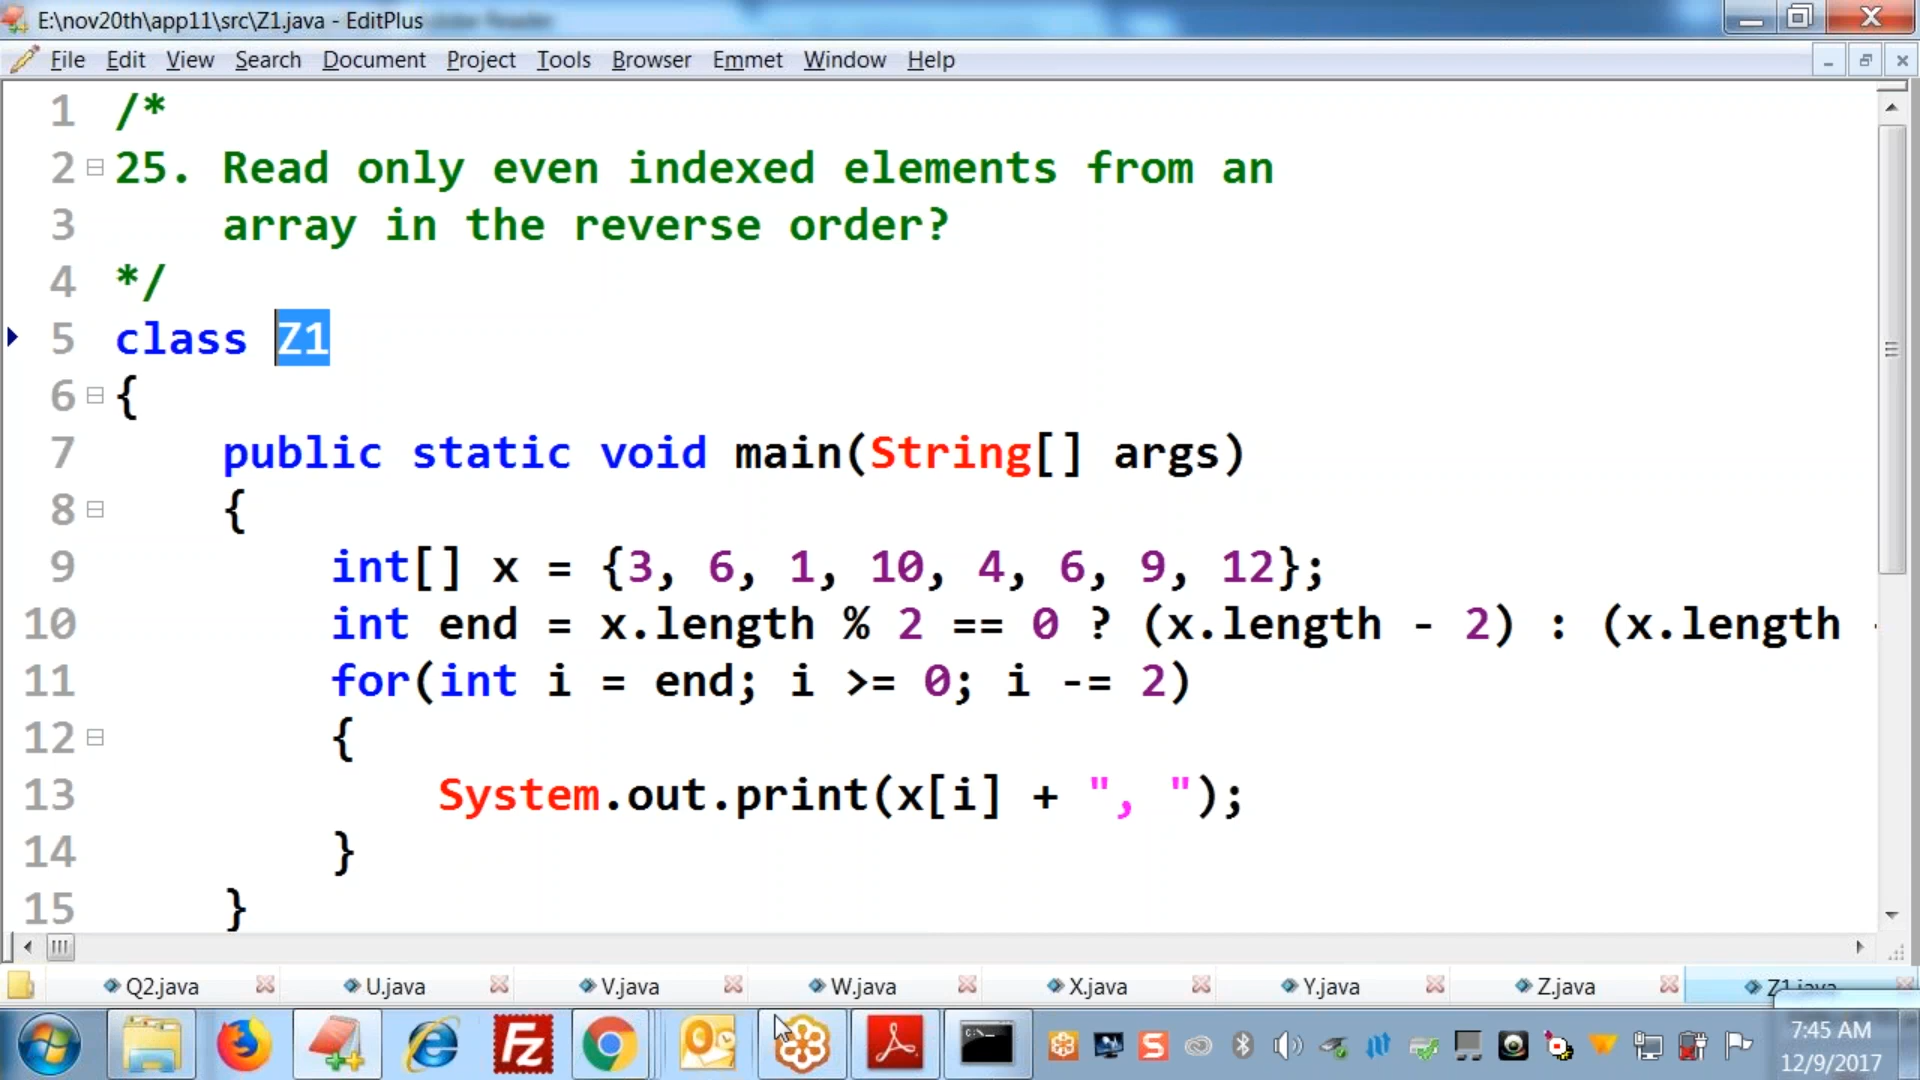 E:\nov20th\app11\src\Z1.java - EditPlus
File Edit View Search Document Project Tools Browser Emmet Window Help
1 /*
2 25. Read only even indexed elements from an
3 array in the reverse order?
4 */
5 class Z1
6 {
7 public static void main(String[] args)
8 {
9 int[] x = {3, 6, 1, 10, 4, 6, 9, 12};
10 int end = x.length % 2 == 0 ? (x.length - 2) : (x.length -
11 for(int i = end; i >= 0; i -= 2)
12 {
13 System.out.print(x[i] + ", ");
14 }
15 }
Q2.java U.java V.java W.java X.java Y.java Z.java Z1.java
7:45 AM
12/9/2017